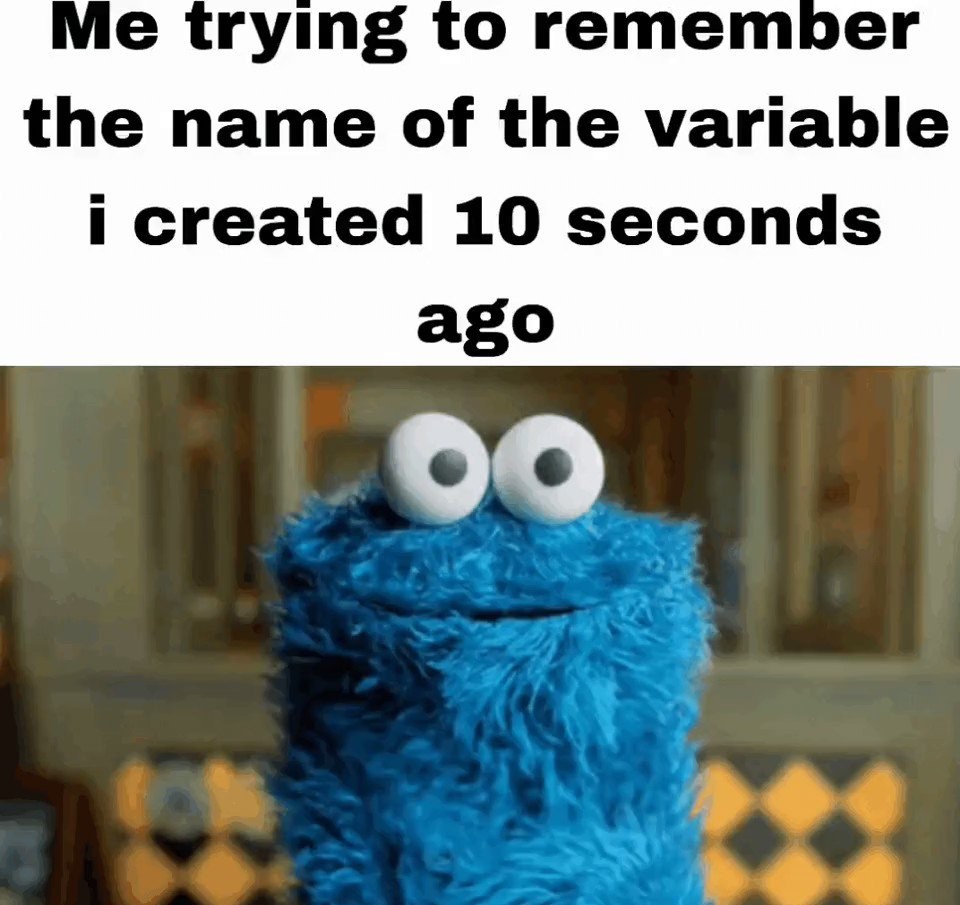 Me trying to remember
the name of the variable
i created 10 seconds
ago